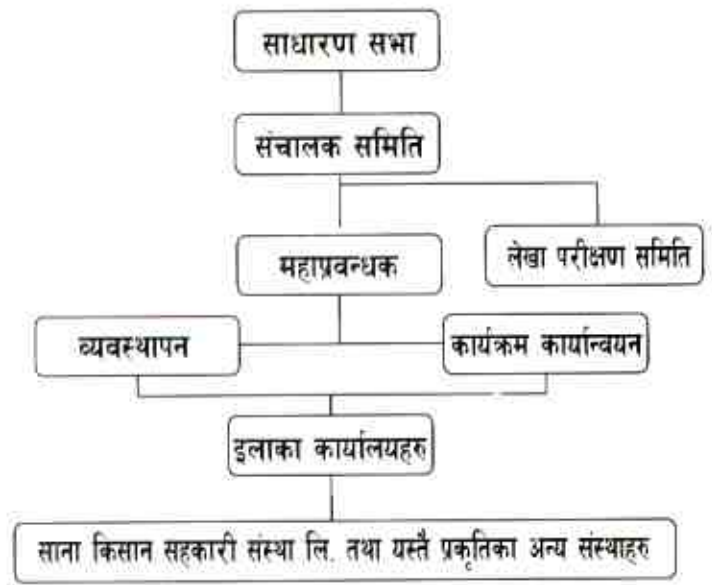 साधारण सभा
संचालक समिति
लेखा परीक्षण समिति
महाप्रवन्धक
व्यवस्थापन
कार्यक्रम कार्यान्वयन
इलाका कार्यालयहरु
साना किसान सहकारी संस्था लि. तथा यस्तै प्रकृतिका अन्य संस्थाहरु